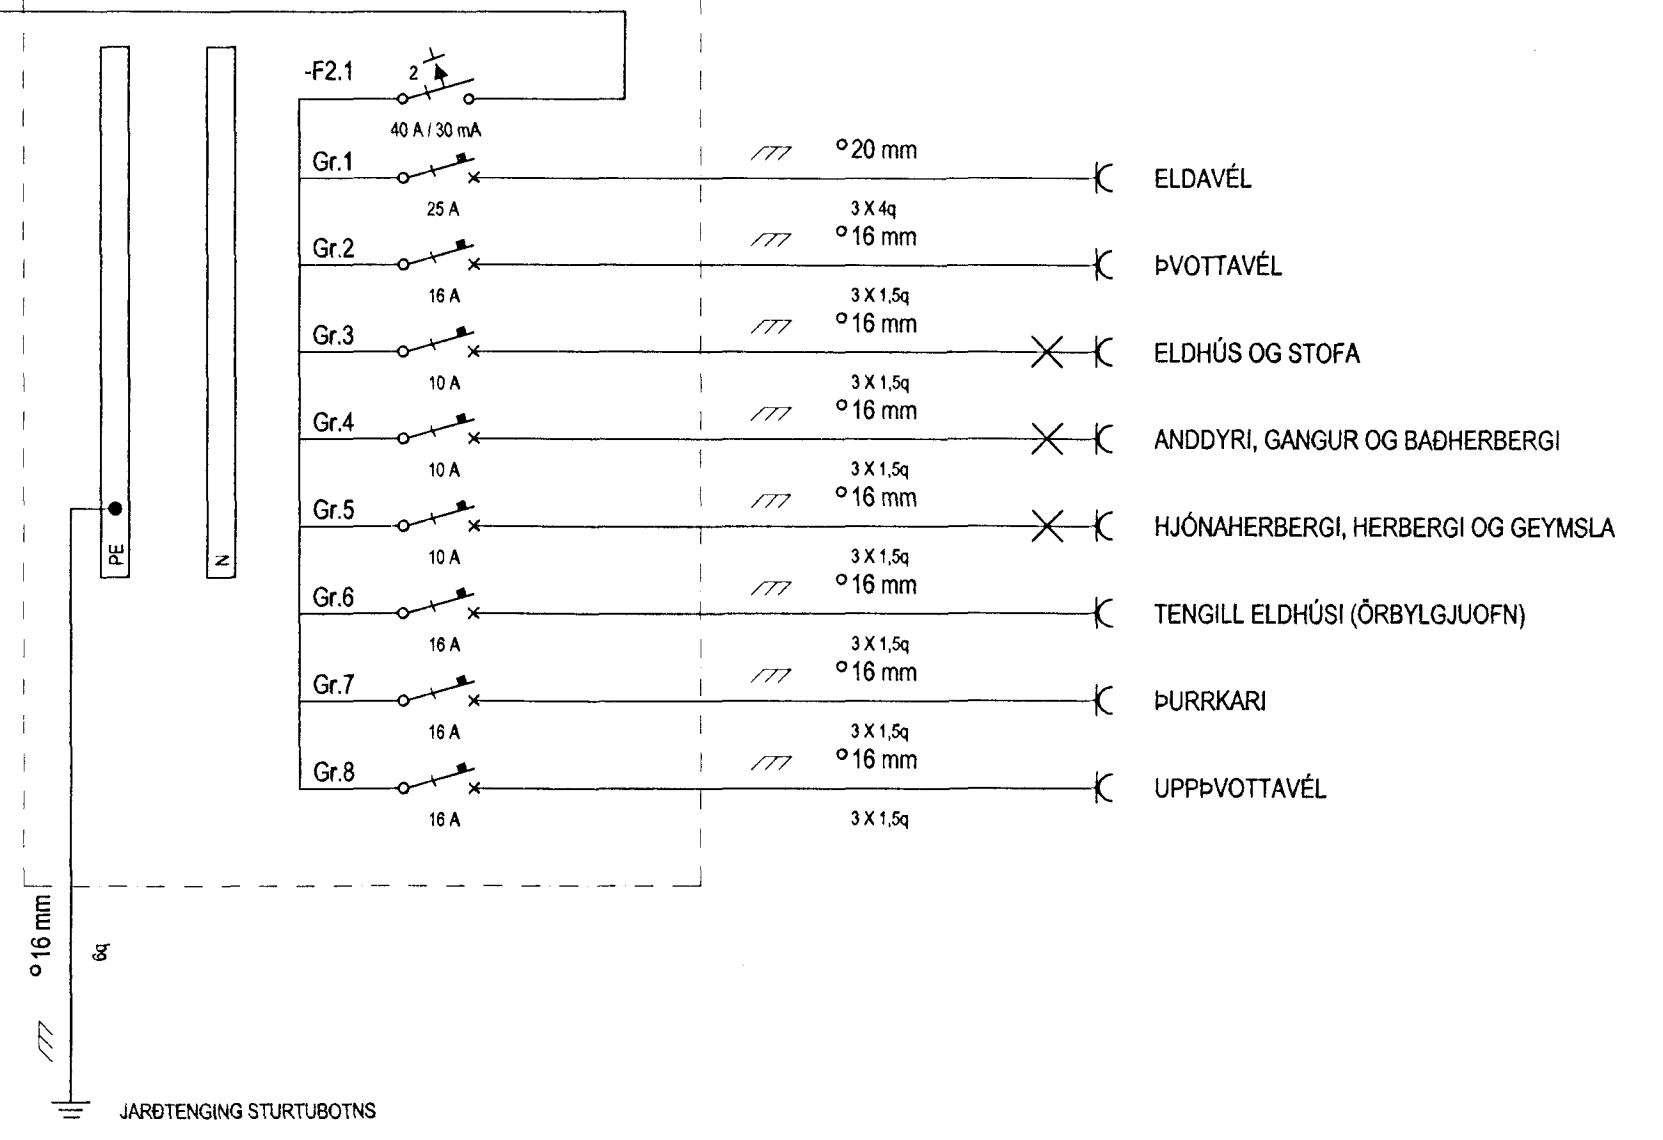 -F2.1
2
40 A / 30 mA
Gr.1
25 A
20 mm
3 X 4q
ELDAVÉL
Gr.2
16 A
16 mm
3 X 1,5q
ÞVOTTAVÉL
Gr.3
10 A
16 mm
3 X 1,5q
ELDHÚS OG STOFA
Gr.4
10 A
16 mm
3 X 1,5q
ANDDYRI, GANGUR OG BAÐHERBERGI
Gr.5
10 A
16 mm
3 X 1,5q
HJÓNAHERBERGI, HERBERGI OG GEYMSLA
Gr.6
16 A
16 mm
3 X 1,5q
TENGILL ELDHÚSI (ÖRBYLGJUOFN)
Gr.7
16 A
16 mm
3 X 1,5q
ÞURRKARI
Gr.8
16 A
16 mm
3 X 1,5q
UPPÞVOTTAVÉL
PE
N
16 mm
6q
JARÐTENGING STURTUBOTNS